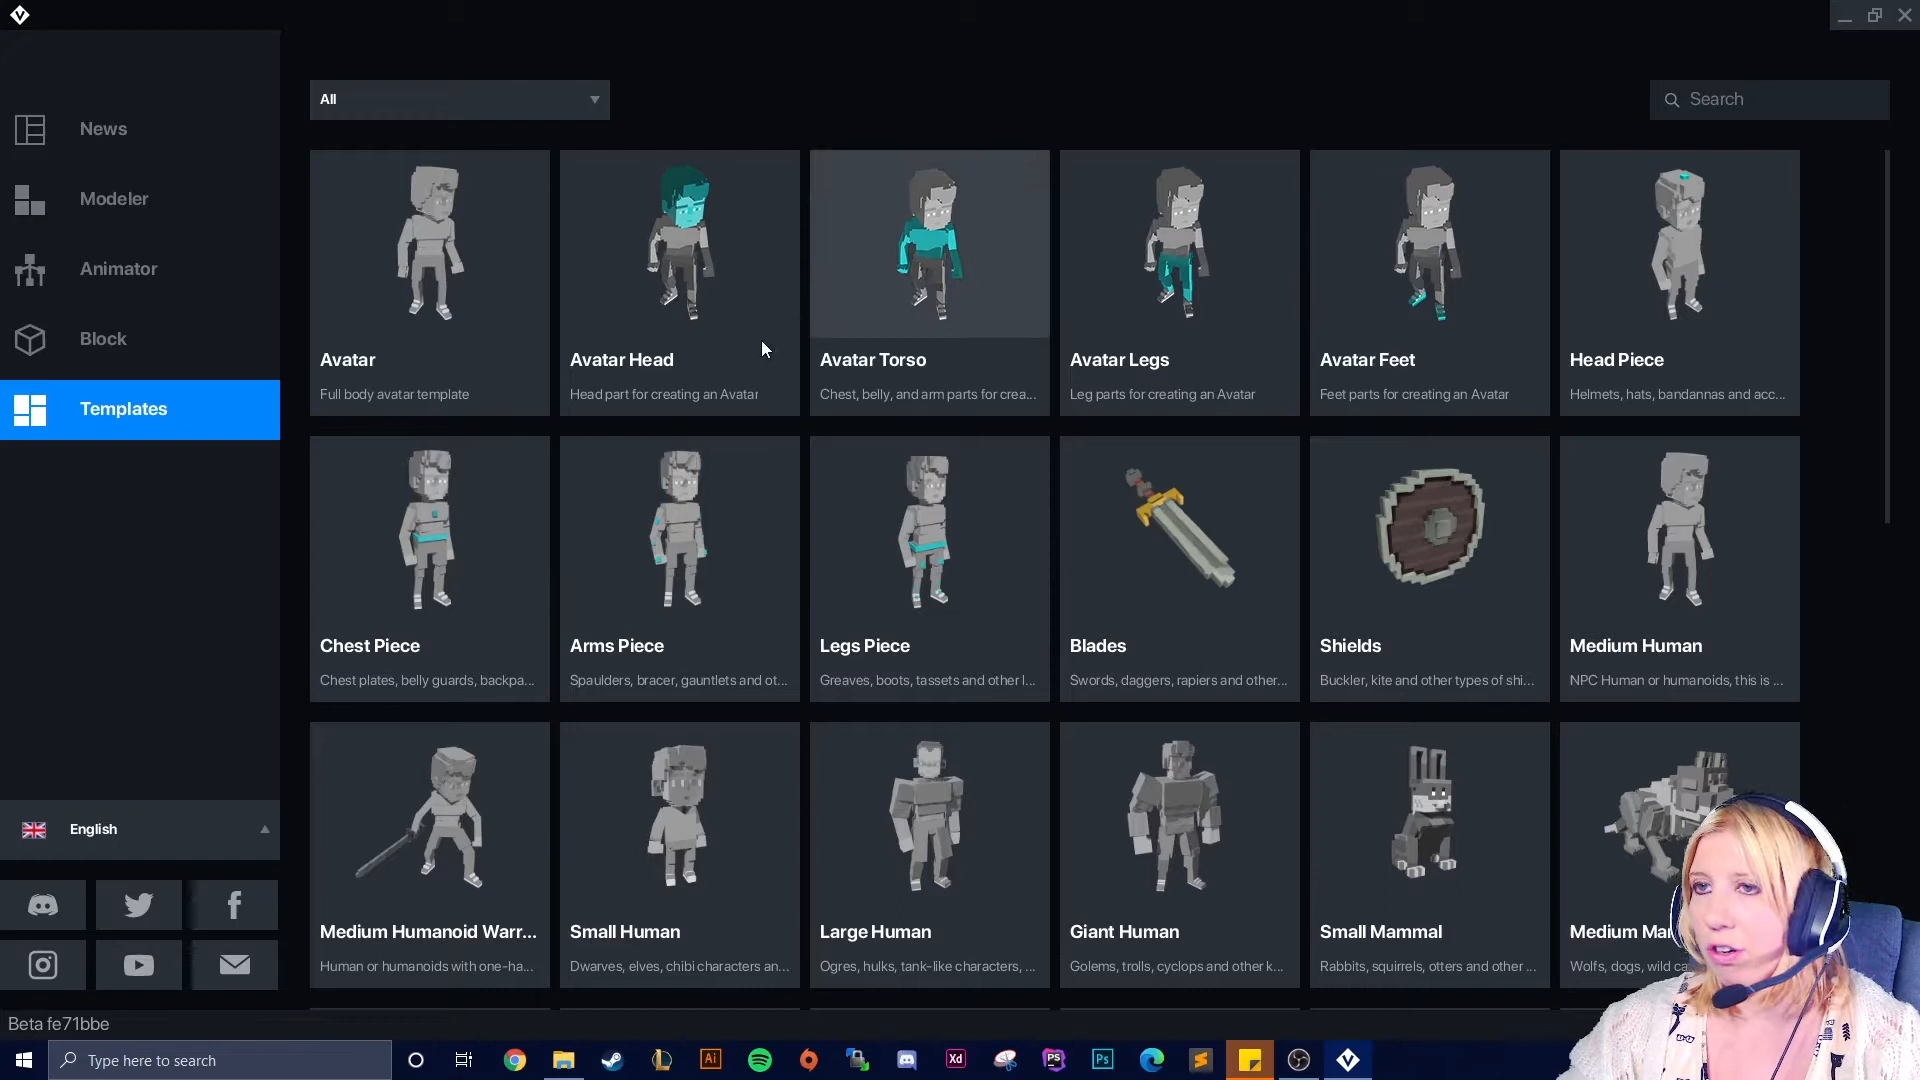 News
Modeler
Animator
Block
Templates
English
Beta fe71bbe
All
Search
Avatar
Full body avatar template
Avatar Head
Head part for creating an Avatar
Avatar Torso
Chest, belly, and arm parts for crea...
Avatar Legs
Leg parts for creating an Avatar
Avatar Feet
Feet parts for creating an Avatar
Head Piece
Helmets, hats, bandannas and acc...
Chest Piece
Chest plates, belly guards, backpa...
Arms Piece
Spaulders, bracer, gauntlets and ot...
Legs Piece
Greaves, boots, tassets and other l...
Blades
Swords, daggers, rapiers and other...
Shields
Buckler, kite and other types of shi...
Medium Human
NPC Human or humanoids, this is ...
Medium Humanoid Warr...
Human or humanoids with one-ha...
Small Human
Dwarves, elves, chibi characters an...
Large Human
Ogres, hulks, tank-like characters, ...
Giant Human
Golems, trolls, cyclops and other k...
Small Mammal
Rabbits, squirrels, otters and other ...
Medium Ma
Wolfs, dogs, wild ca
Type here to search
Ai
Xd
PS
Ps